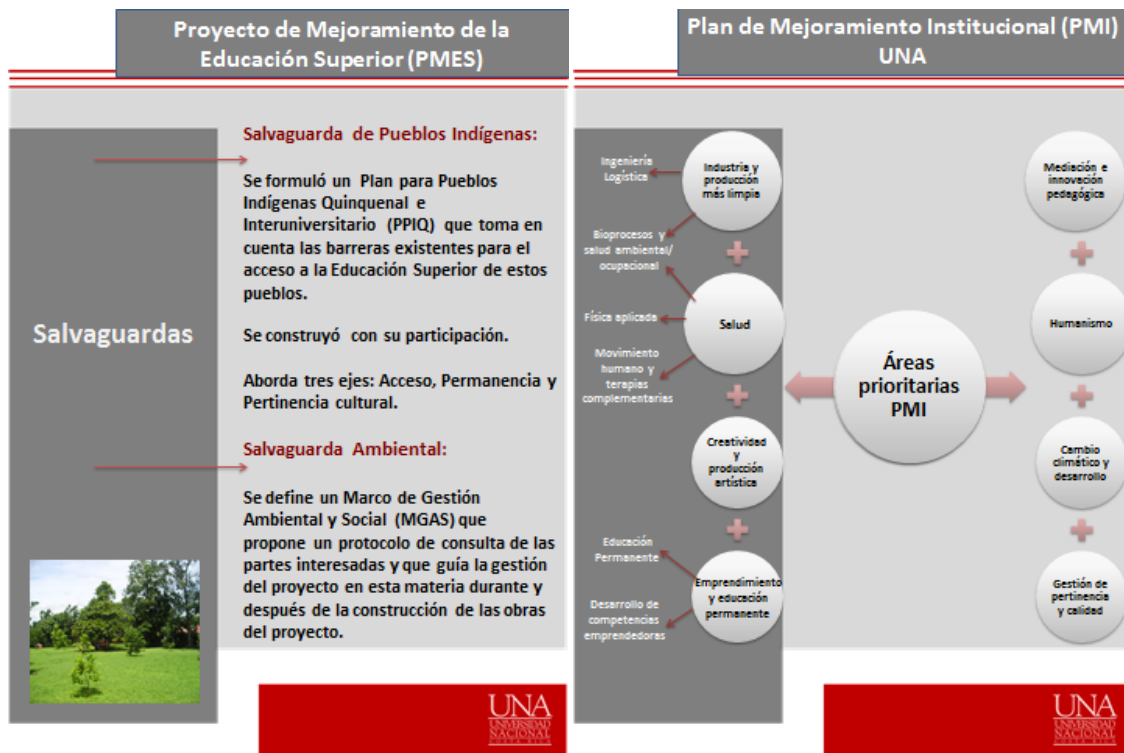 Proyecto de Mejoramiento de la
Educación Superior (PMES)
Salvaguardas
Salvaguarda de Pueblos Indígenas:
Se formuló un Plan para Pueblos
Indígenas Quinquenal e
Interuniversitario (PPIQ) que toma en
cuenta las barreras existentes para el
acceso a la Educación Superior de estos
pueblos.
Se construyó con su participación.
Aborda tres ejes: Acceso, Permanencia y
Pertinencia cultural.
Salvaguarda Ambiental:
Se define un Marco de Gestión
Ambiental y Social (MGAS) que
propone un protocolo de consulta de las
partes interesadas y que guía la gestión
del proyecto en esta materia durante y
después de la construcción de las obras
del proyecto.
UNA
UNIVERSIDAD
NACIONAL
COSTA RICA
Plan de Mejoramiento Institucional (PMI)
UNA
Ingeniería
Logística
Bioprocesos y
salud ambiental/
ocupacional
Física aplicada
Movimiento
humano y
terapias
complementarias
Educación
Permanente
Desarrollo de
competencias
emprendedoras
Industria y
producción
más limpia
Salud
Creatividad
y
producción
artística
Emprendimiento
y educación
permanente
Áreas
prioritarias
PMI
Mediación e
innovación
pedagógica
Humanismo
Cambio
climático y
desarrollo
Gestión de
pertinencia
y calidad
UNA
UNIVERSIDAD
NACIONAL
COSTA RICA